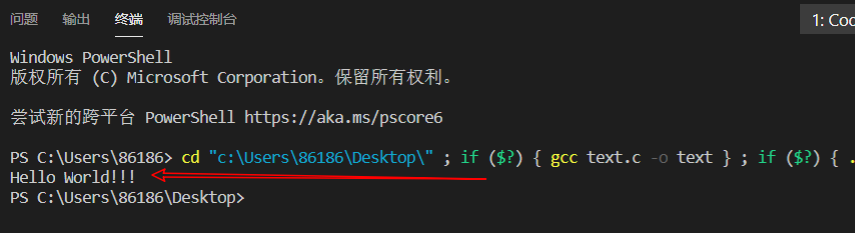 问题 输出 终端 调试控制台 1: Coc
Windows PowerShell
版权所有 (C) Microsoft Corporation。保留所有权利。
尝试新的跨平台 PowerShell https://aka.ms/pscore6
PS C:\Users\86186> cd "c:\Users\86186\Desktop\" ; if ($?) { gcc text.c -o text } ; if ($?) { .
Hello World!!!
PS C:\Users\86186\Desktop>